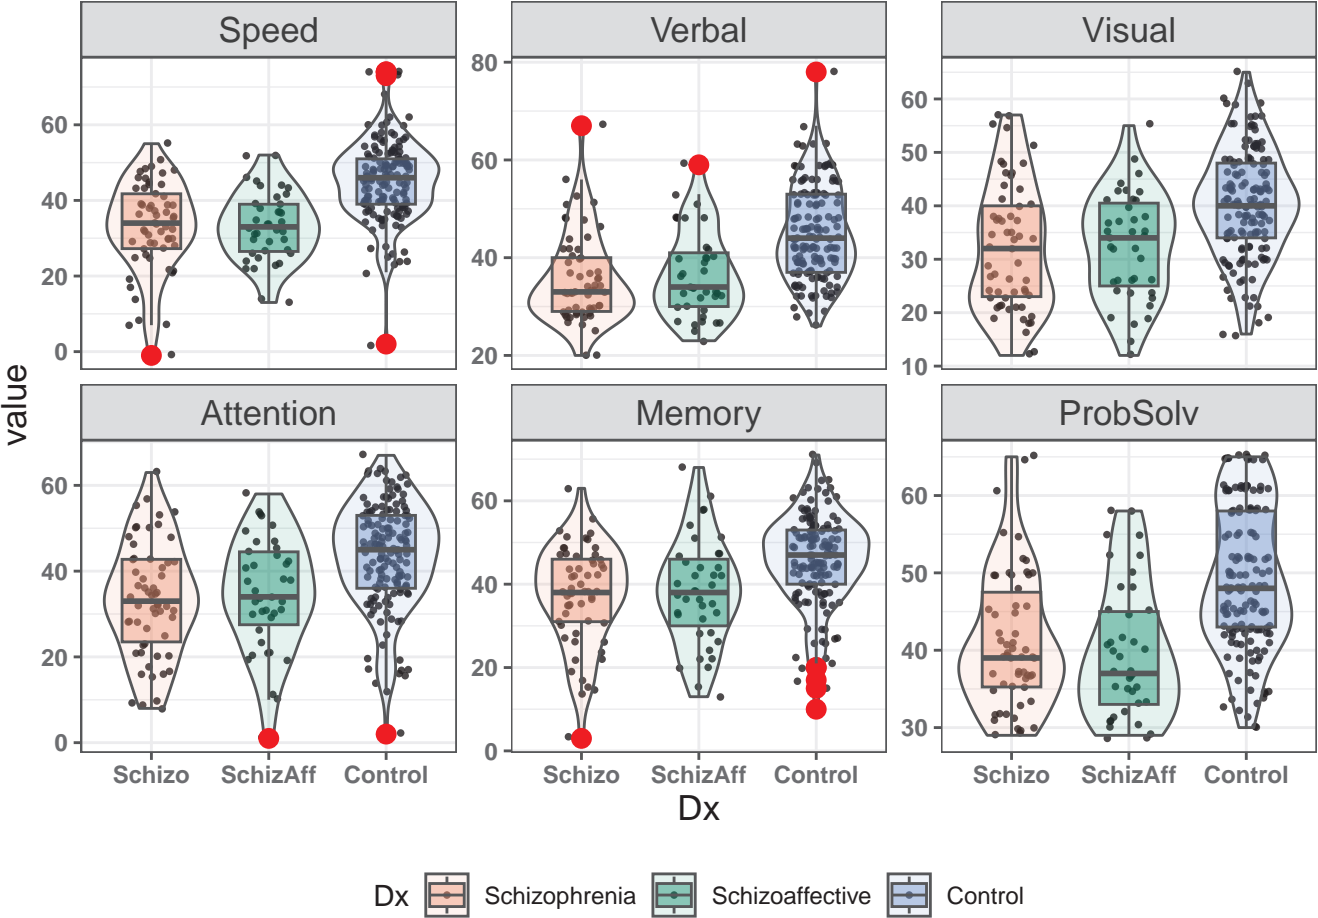 Speed Verbal Visual
80
60 60 60
50
40 40 40
30
20 20 20
0 10
value
Attention Memory ProbSolv
60 60 60
50
40 40 40
20 20 30
0 0
Schizo SchizAff Control Schizo SchizAff Control Schizo SchizAff Control
Dx
Dx Schizophrenia Schizoaffective Control